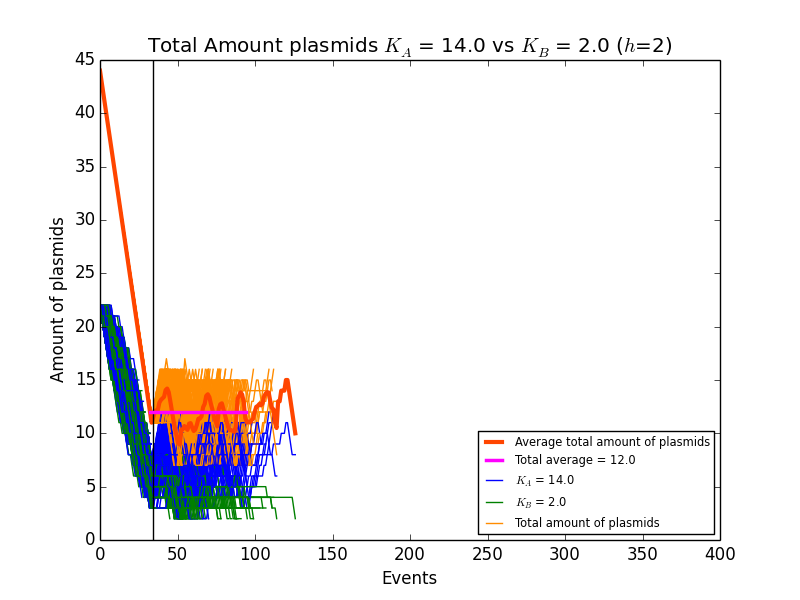 Total Amount plasmids K_A = 14.0 vs K_B = 2.0 (h=2)
45
40
35
30
25
20
15
10
5
0
Amount of plasmids
Average total amount of plasmids
Total average = 12.0
K_A = 14.0
K_B = 2.0
Total amount of plasmids
0 50 100 150 200 250 300 350 400
Events